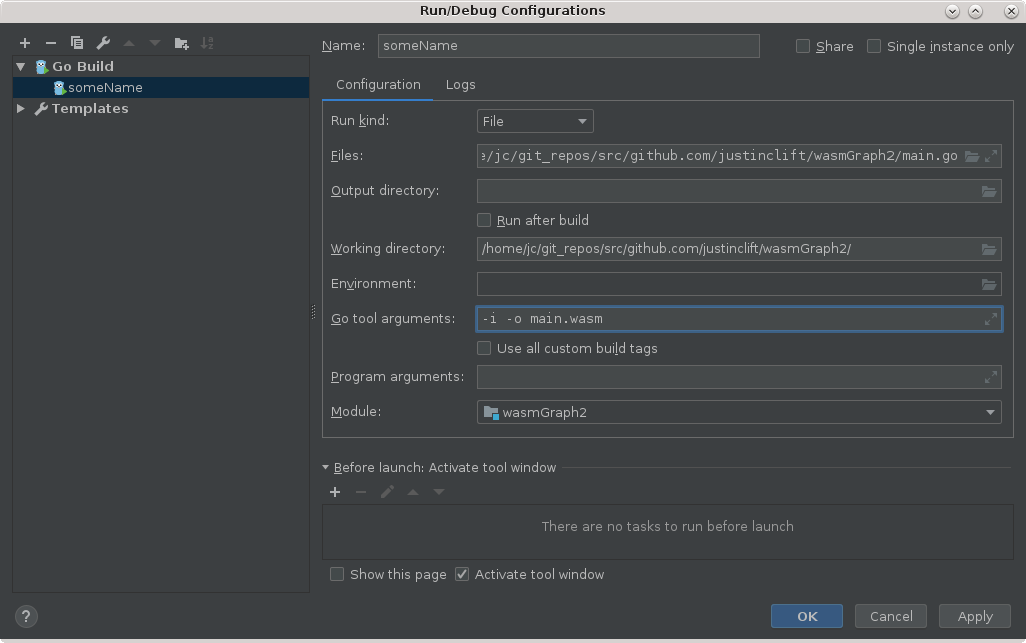 Run/Debug Configurations
Name: someName Share Single instance only
Go Build
someName
Templates
Configuration Logs
Run kind: File
Files: e/jc/git_repos/src/github.com/justinclift/wasmGraph2/main.go
Output directory:
Run after build
Working directory: /home/jc/git_repos/src/github.com/justinclift/wasmGraph2/
Environment:
Go tool arguments: -i -o main.wasm
Use all custom build tags
Program arguments:
Module: wasmGraph2
Before launch: Activate tool window
There are no tasks to run before launch
Show this page Activate tool window
? OK Cancel Apply